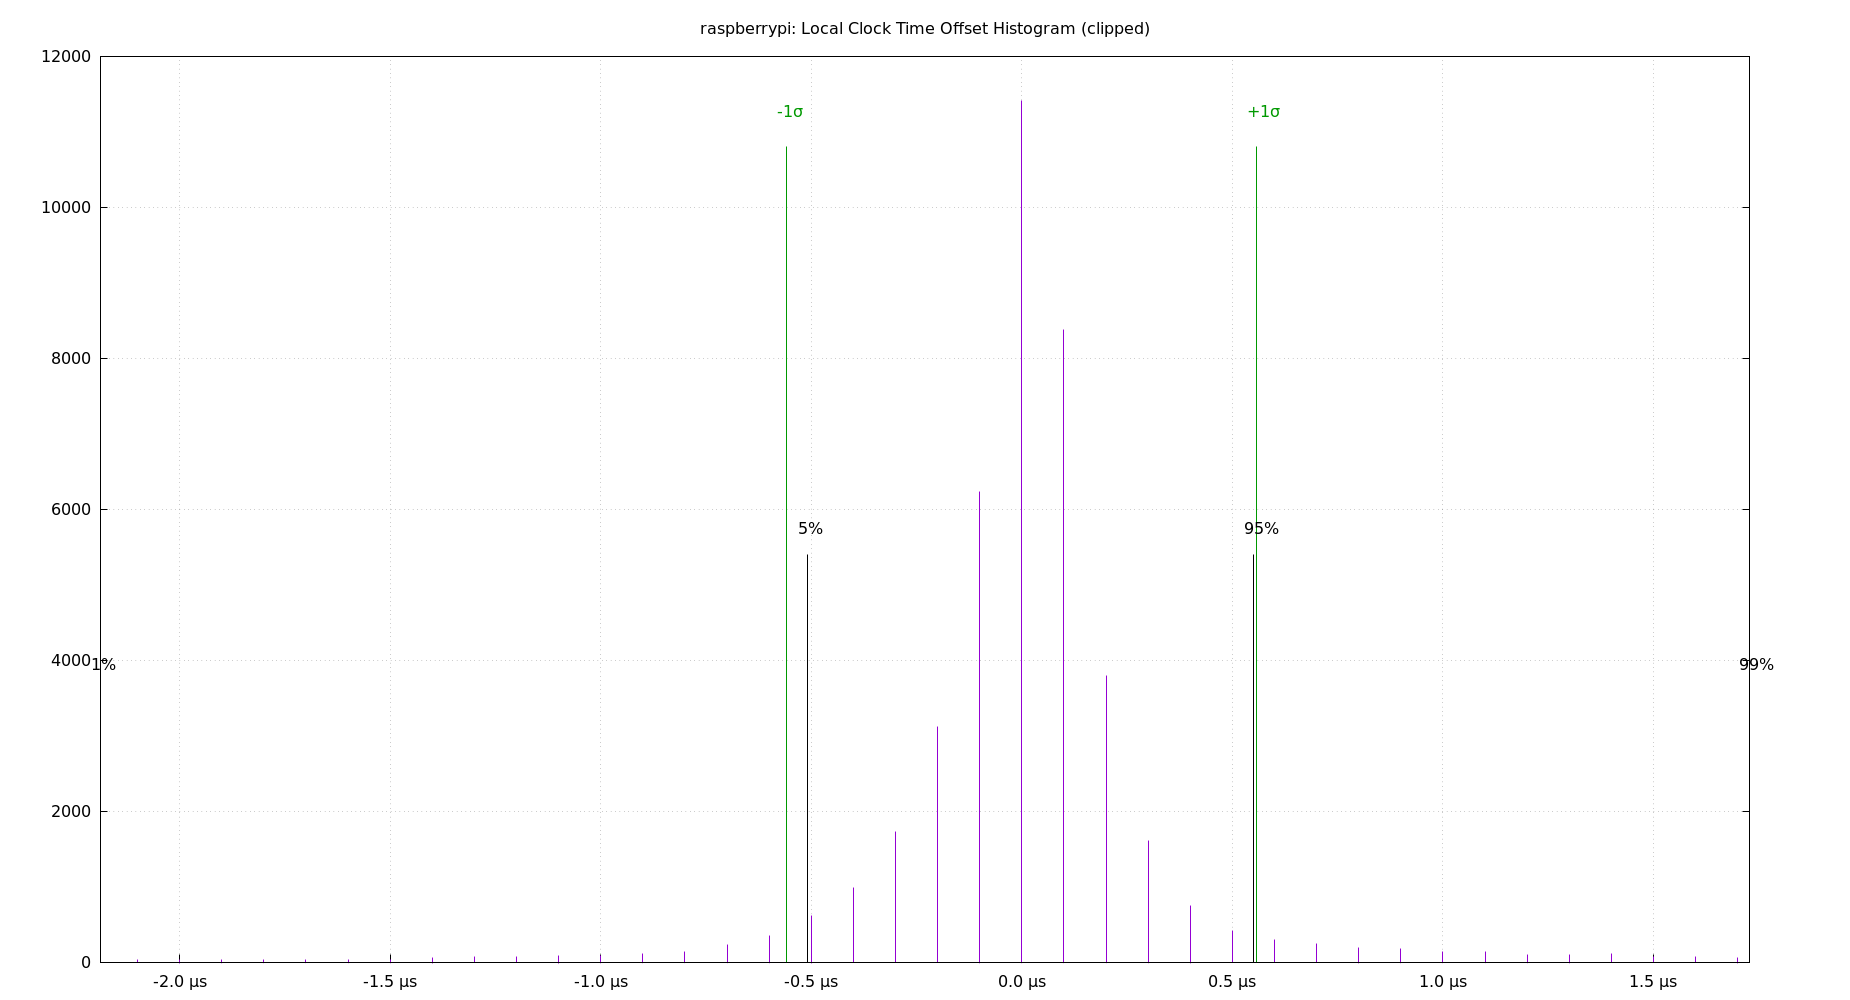 raspberrypi: Local Clock Time Offset Histogram (clipped)
12000
-1σ
+1σ
10000
8000
6000
5%
95%
4000
1%
99%
2000
0
-2.0 µs
-1.5 µs
-1.0 µs
-0.5 µs
0.0 µs
0.5 µs
1.0 µs
1.5 µs